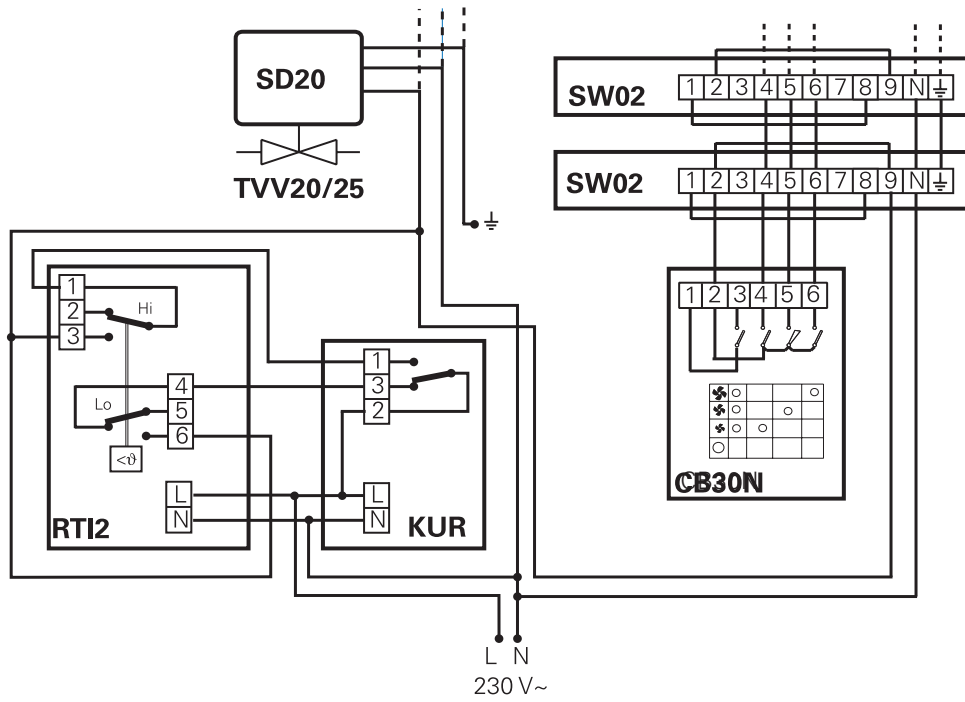 SD20
TVV20/25
SW02
1 2 3 4 5 6 7 8 9 N
SW02
1 2 3 4 5 6 7 8 9 N
1
2
3
Hi
4
5
6
Lo
<ϑ
L
N
RTI2
1
3
2
L
N
KUR
1 2 3 4 5 6
CB30N
L N
230 V~